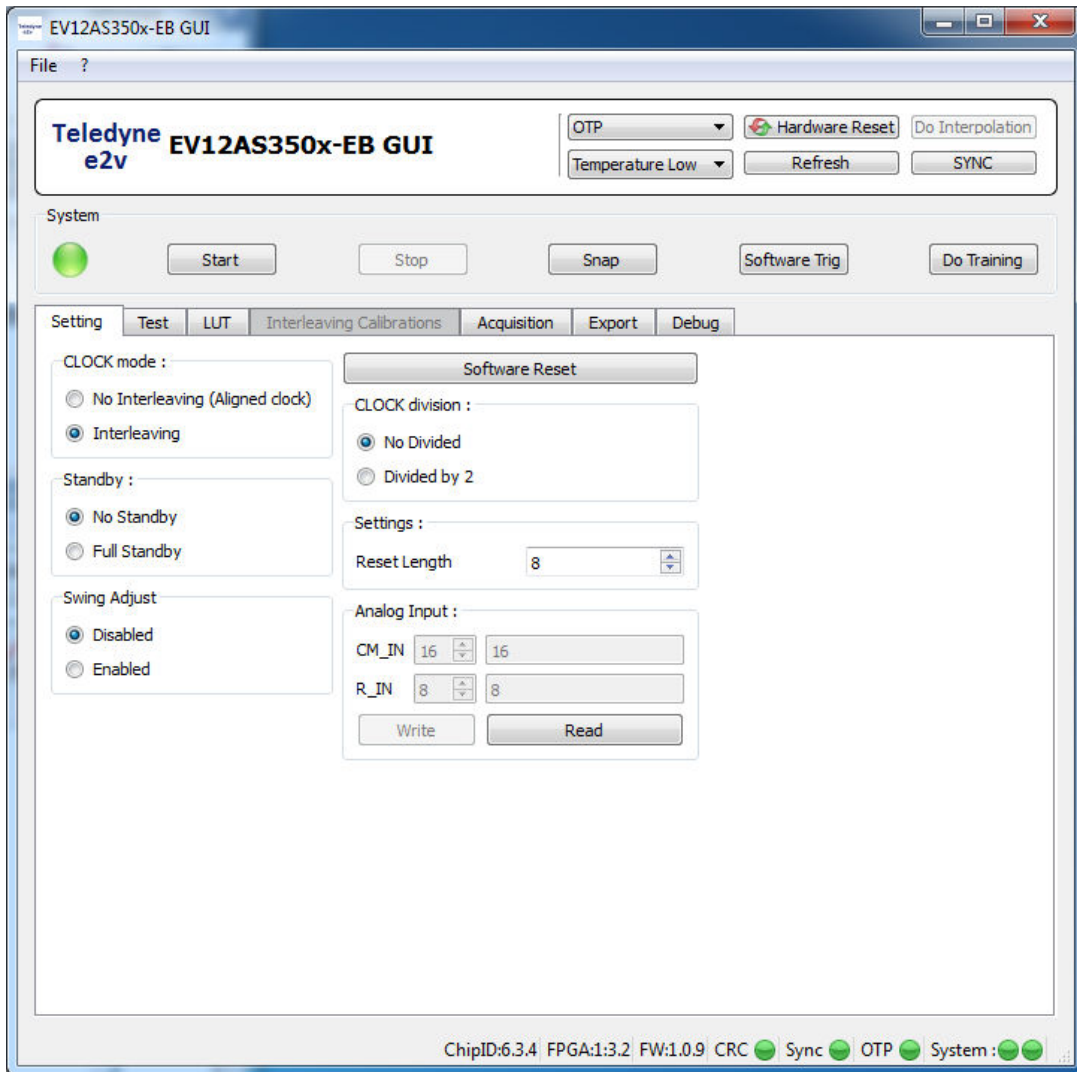 EV12AS350x-EB GUI
File ?
Teledyne e2v
EV12AS350x-EB GUI
OTP
Hardware Reset
Do Interpolation
Temperature Low
Refresh
SYNC
System
Start
Stop
Snap
Software Trig
Do Training
Setting
Test
LUT
Interleaving Calibrations
Acquisition
Export
Debug
CLOCK mode :
No Interleaving (Aligned clock)
Interleaving
Standby :
No Standby
Full Standby
Swing Adjust
Disabled
Enabled
Software Reset
CLOCK division :
No Divided
Divided by 2
Settings :
Reset Length 8
Analog Input :
CM_IN 16 16
R_IN 8 8
Write
Read
ChipID:6.3.4 FPGA:1:3.2 FW:1.0.9 CRC Sync OTP System :